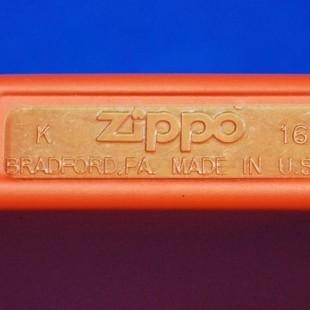 K zippo 16
BRADFORD, PA. MADE IN U.S